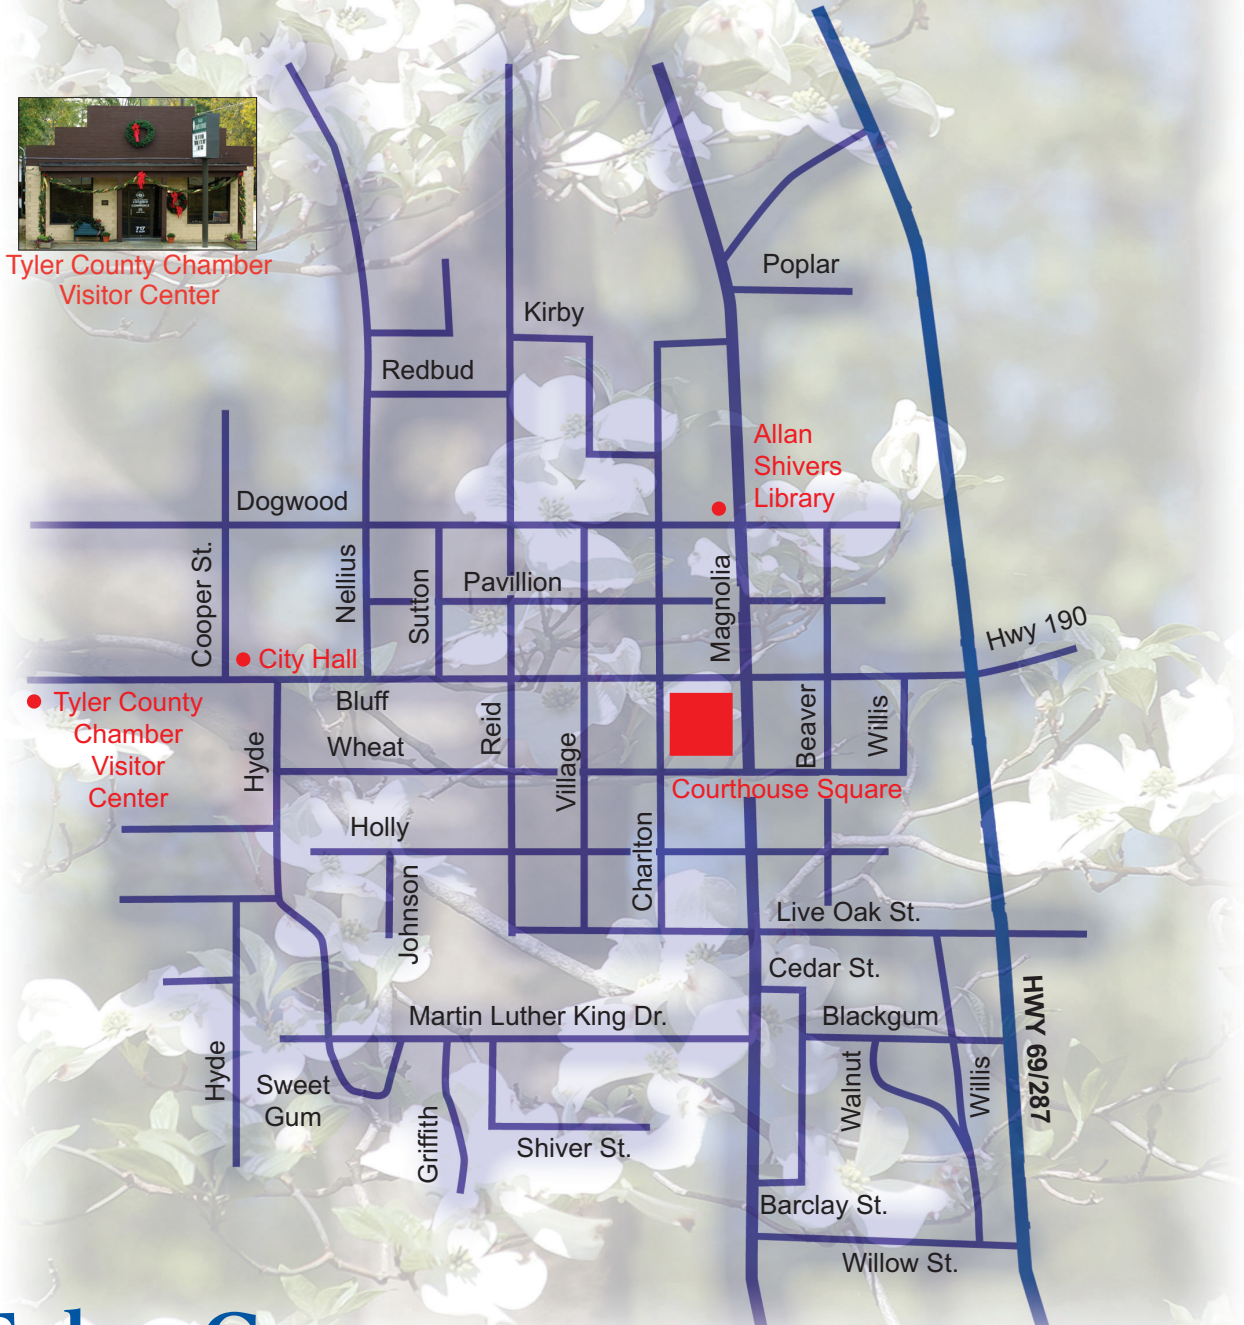 Tyler County Chamber
Visitor Center
Poplar
Kirby
Redbud
Allan
Shivers
Library
Dogwood
Cooper St.
Nellius
Sutton
Pavillion
Magnolia
Hwy 190
City Hall
Tyler County
Chamber
Visitor
Center
Bluff
Wheat
Hyde
Reid
Village
Beaver
Willis
Courthouse Square
Holly
Johnson
Charlton
Live Oak St.
Cedar St.
Martin Luther King Dr.
Blackgum
HWY 69/287
Hyde
Sweet
Gum
Griffith
Shiver St.
Walnut
Willis
Barclay St.
Willow St.